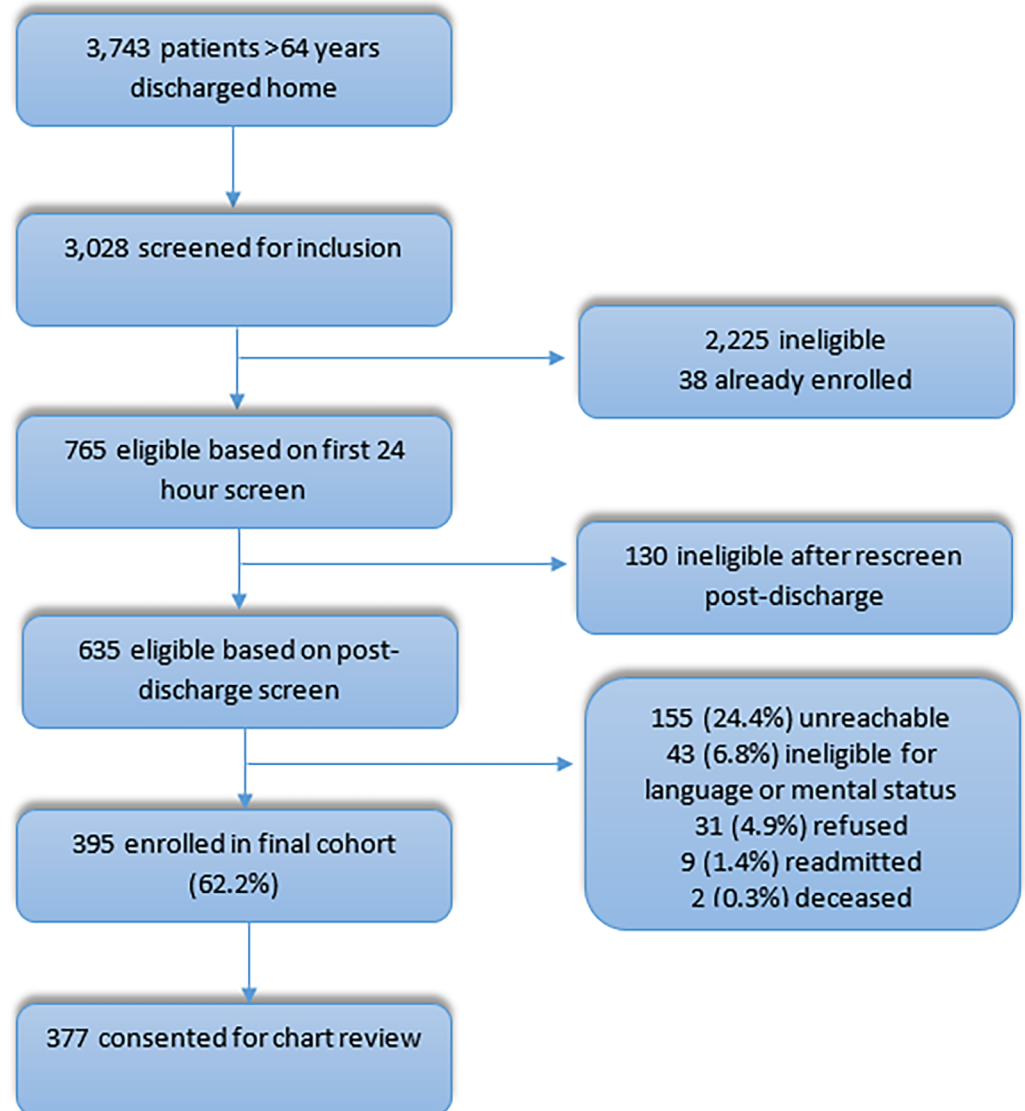 3,743 patients >64 years
discharged home
3,028 screened for inclusion
2,225 ineligible
38 already enrolled
765 eligible based on first 24
hour screen
130 ineligible after rescreen
post-discharge
635 eligible based on post-
discharge screen
155 (24.4%) unreachable
43 (6.8%) ineligible for
language or mental status
31 (4.9%) refused
9 (1.4%) readmitted
2 (0.3%) deceased
395 enrolled in final cohort
(62.2%)
377 consented for chart review